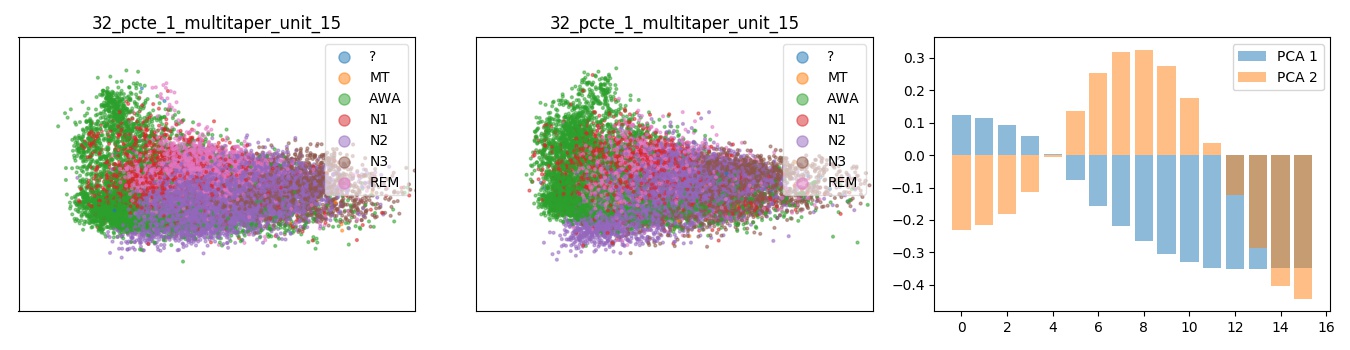 32_pcte_1_multitaper_unit_15
?
MT
AWA
N1
N2
N3
REM
32_pcte_1_multitaper_unit_15
?
MT
AWA
N1
N2
N3
REM
PCA 1
PCA 2
0.3
0.2
0.1
0.0
−0.1
−0.2
−0.3
−0.4
0 2 4 6 8 10 12 14 16